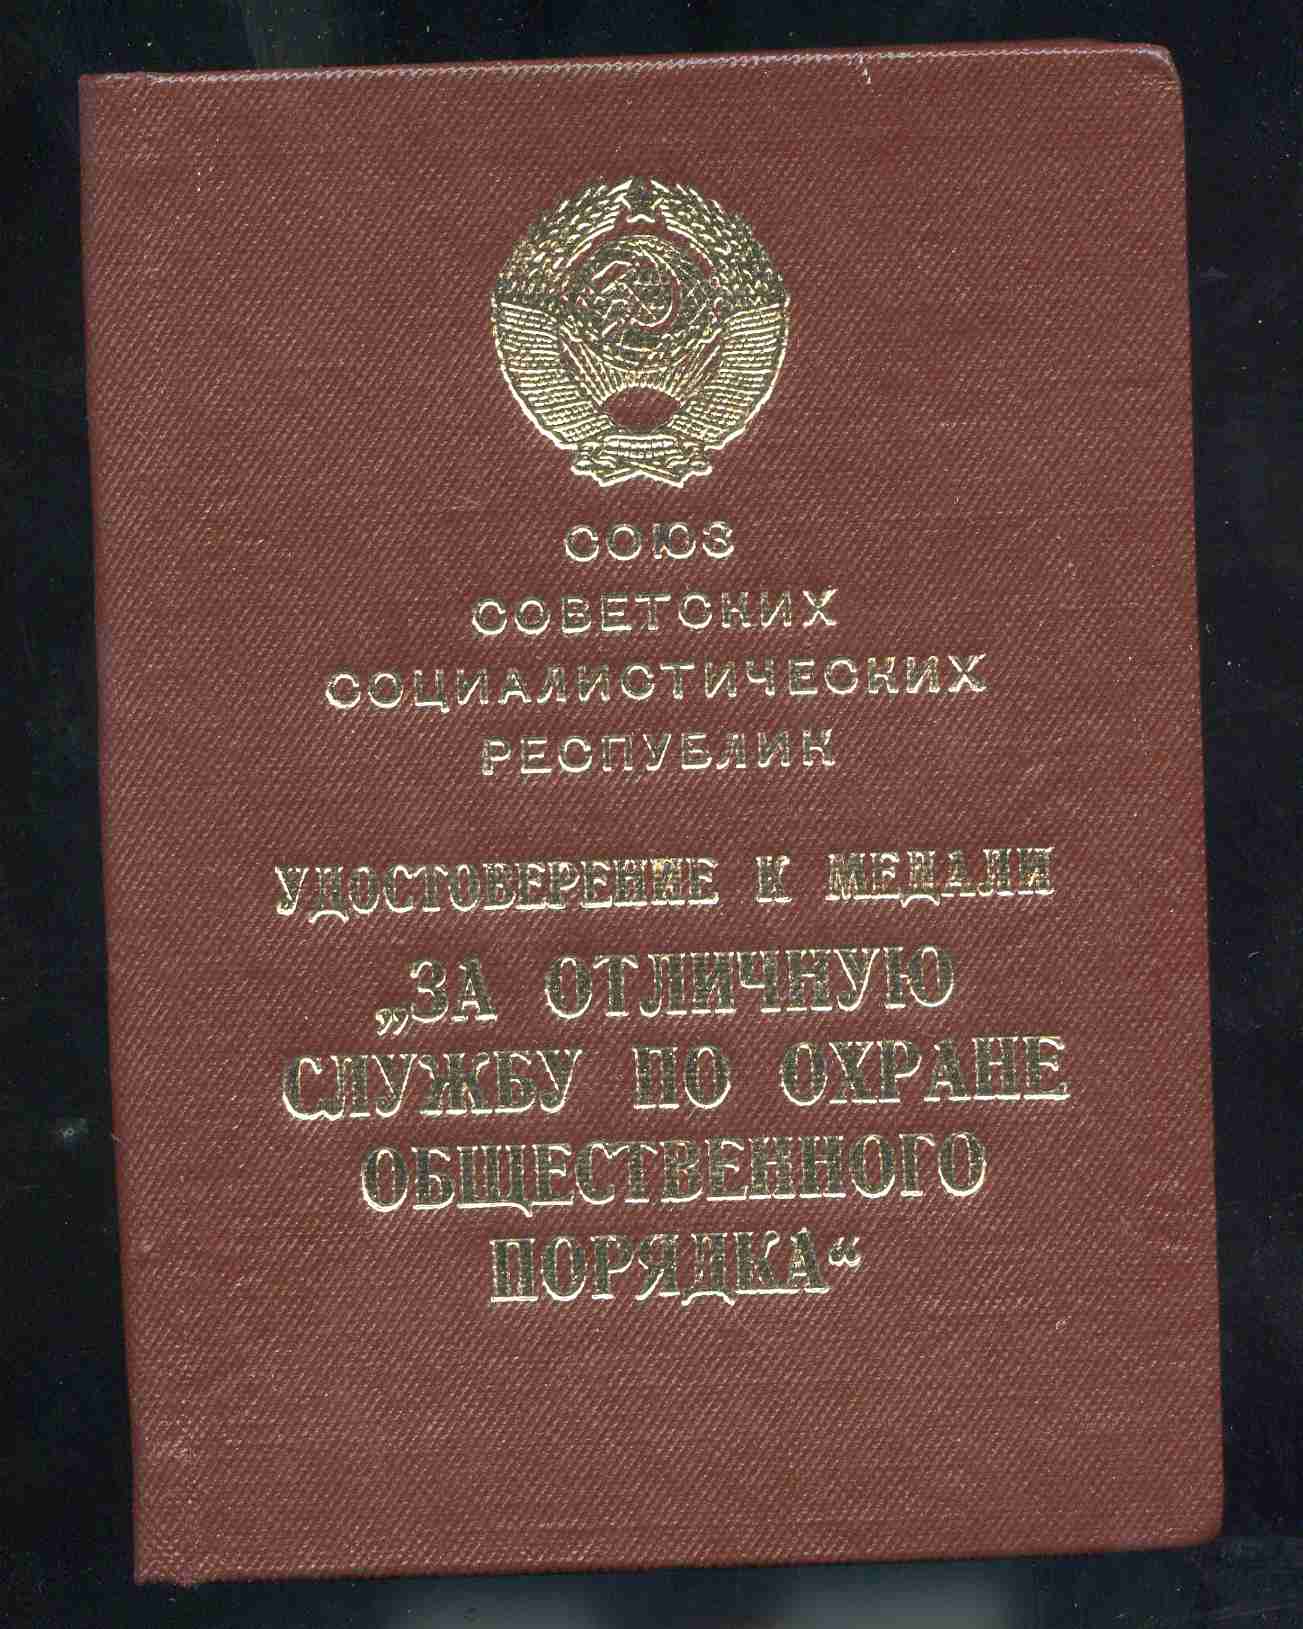 СОЮЗ
СОВЕТСКИХ
СОЦИАЛИСТИЧЕСКИХ
РЕСПУБЛИК
УДОСТОВЕРЕНИЕ К МЕДАЛИ
„ЗА ОТЛИЧНУЮ
СЛУЖБУ ПО ОХРАНЕ
ОБЩЕСТВЕННОГО
ПОРЯДКА“